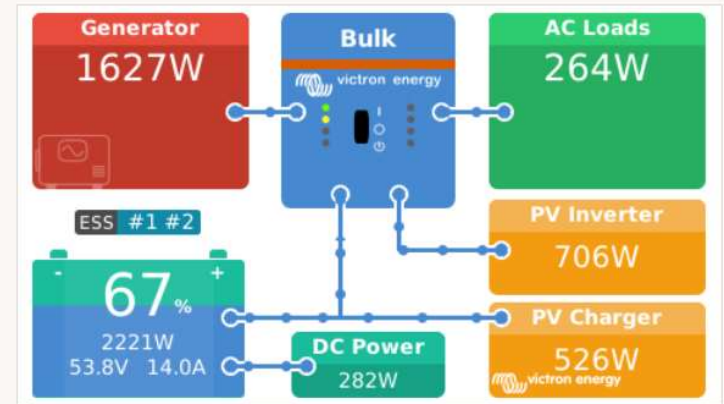 Generator
1627W
Bulk
victron energy
AC Loads
264W
ESS #1 #2
- +
67%
2221W
53.8V 14.0A
DC Power
282W
PV Inverter
706W
PV Charger
526W
victron energy